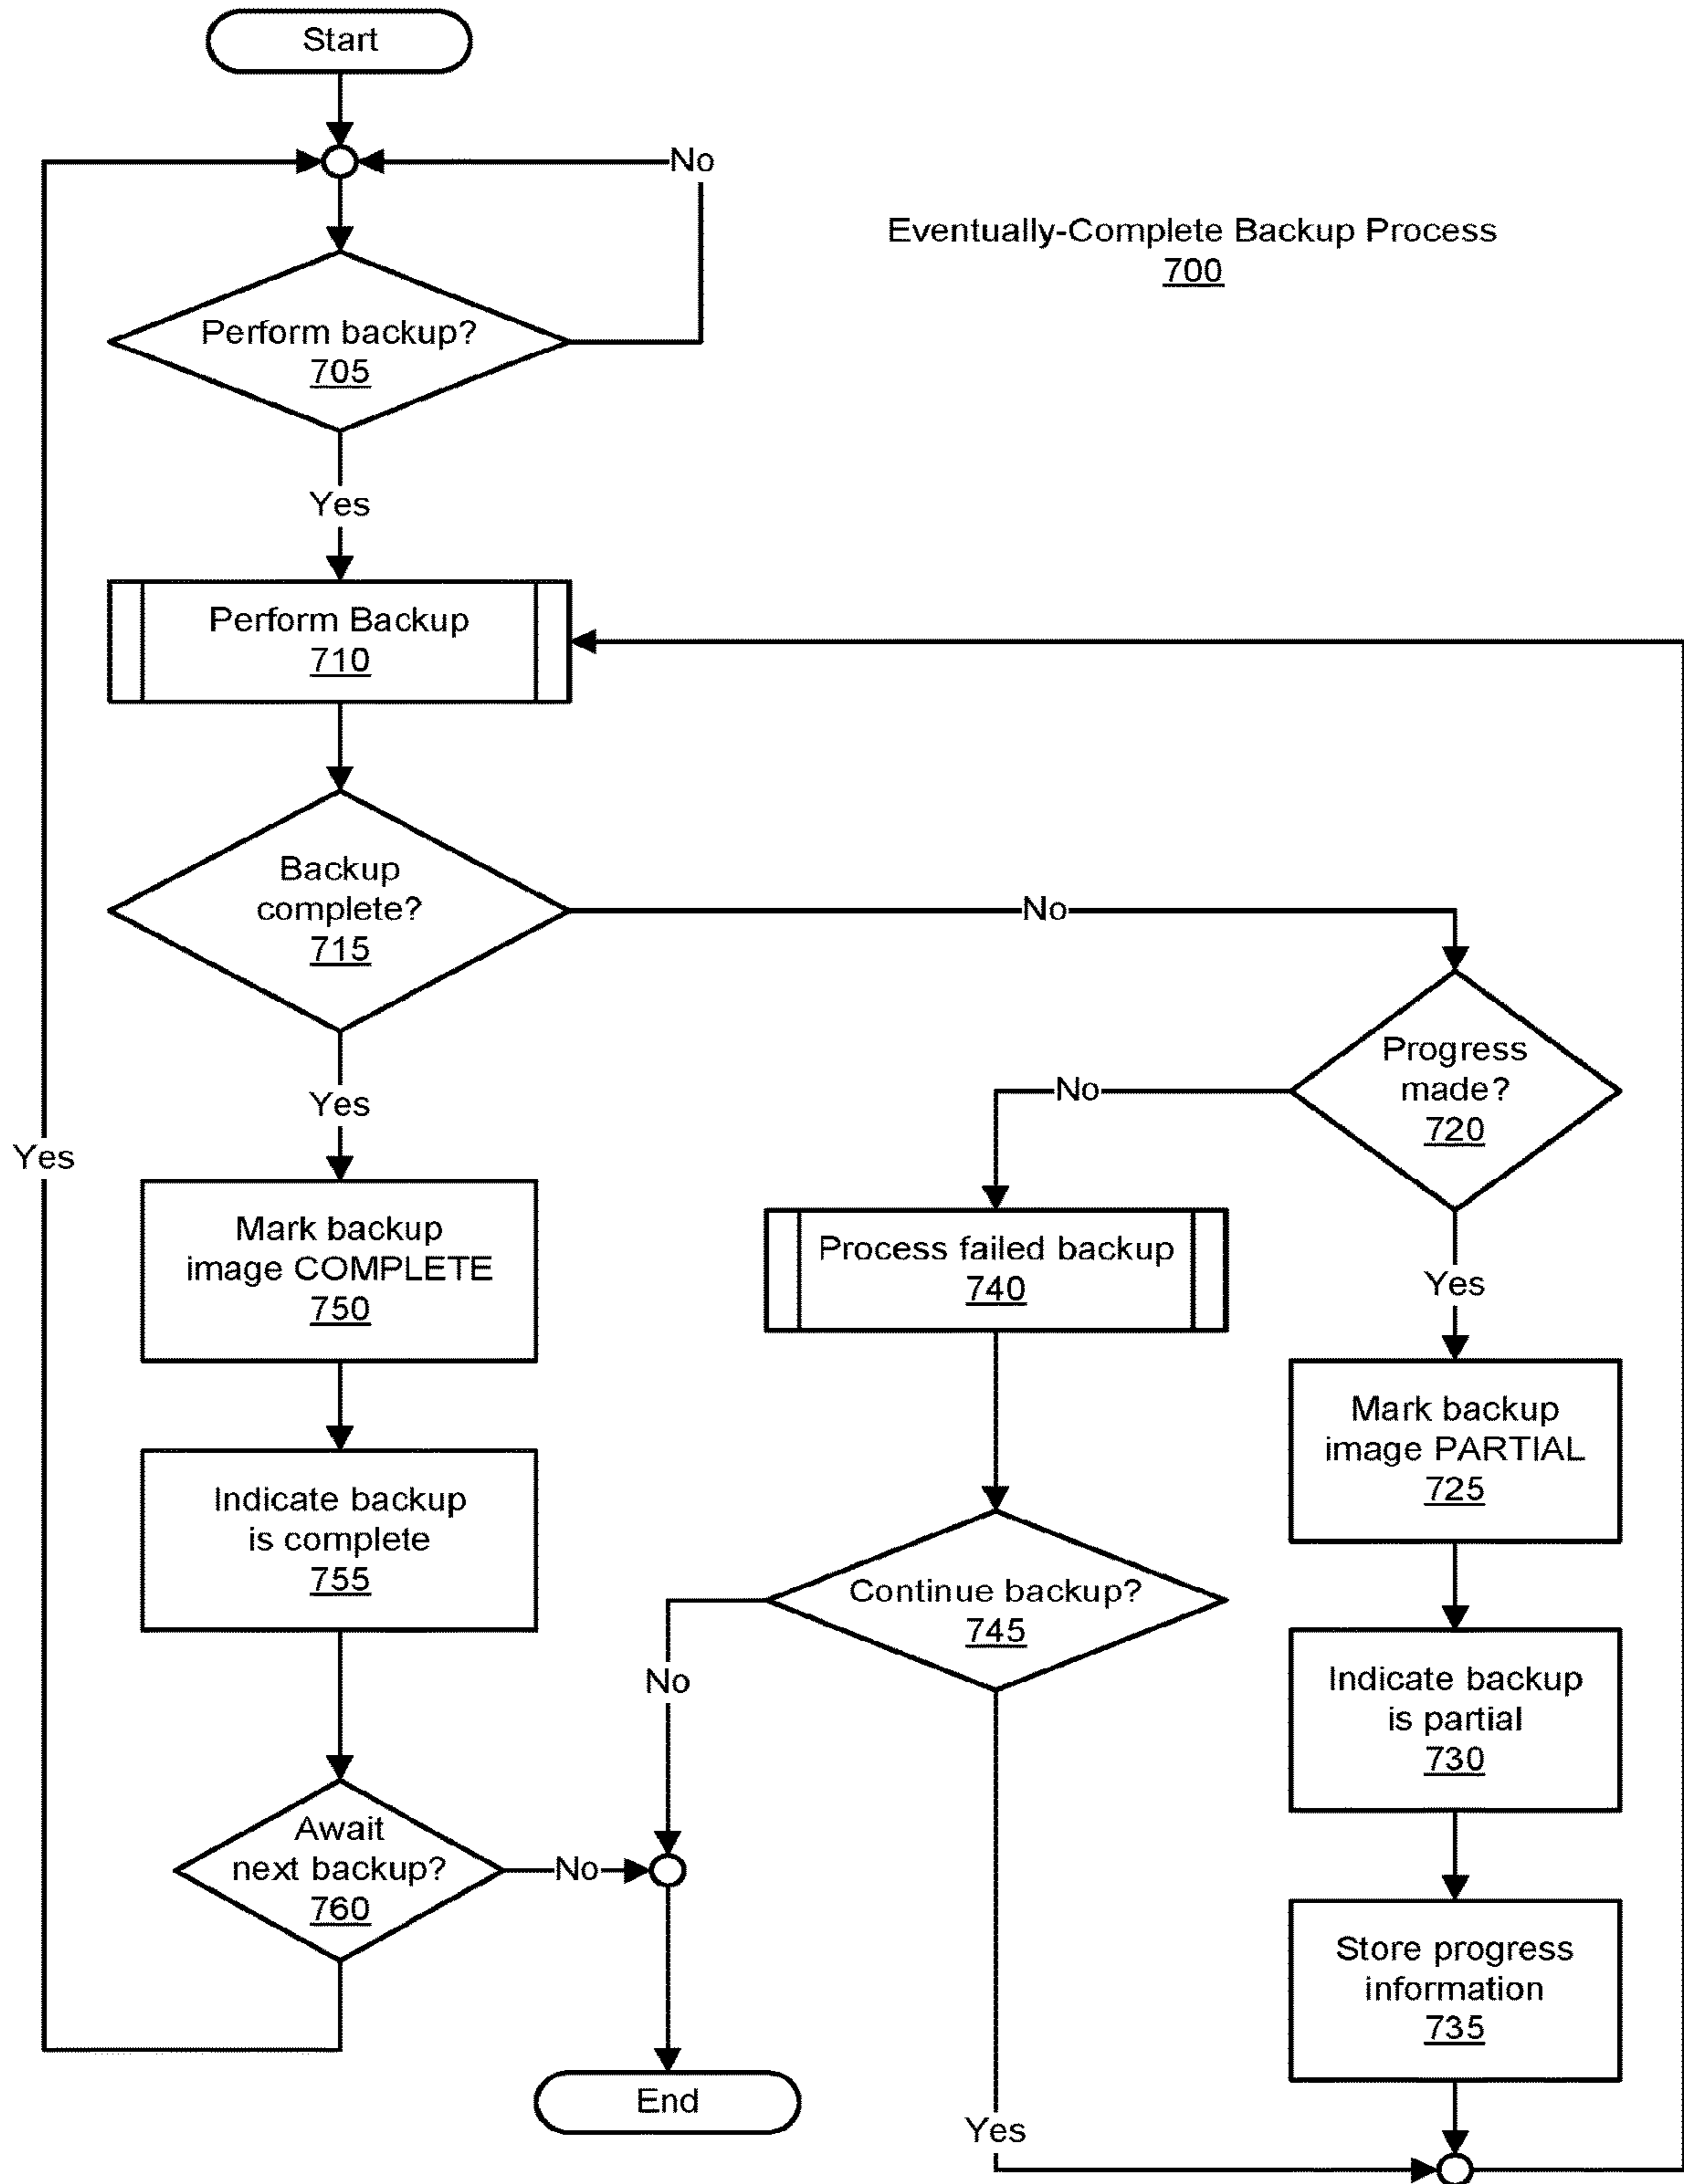 Start
No
Eventually-Complete Backup Process
700
Perform backup?
705
Yes
Perform Backup
710
Backup
complete?
715
No
Progress
made?
720
No
Yes
Yes
Mark backup
image COMPLETE
750
Process failed backup
740
Yes
Mark backup
image PARTIAL
725
Indicate backup
is complete
755
Continue backup?
745
No
Indicate backup
is partial
730
Await
next backup?
760
No
Store progress
information
735
End
Yes